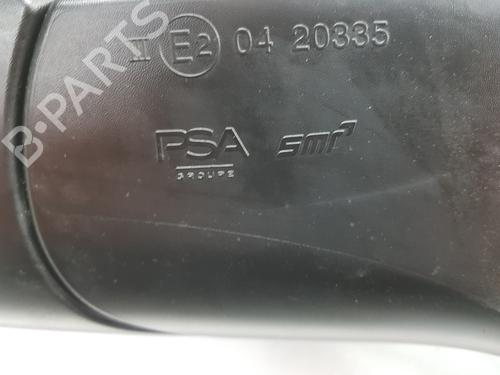 II E2 04 20335
PSA smr
GROUPE
B-PARTS